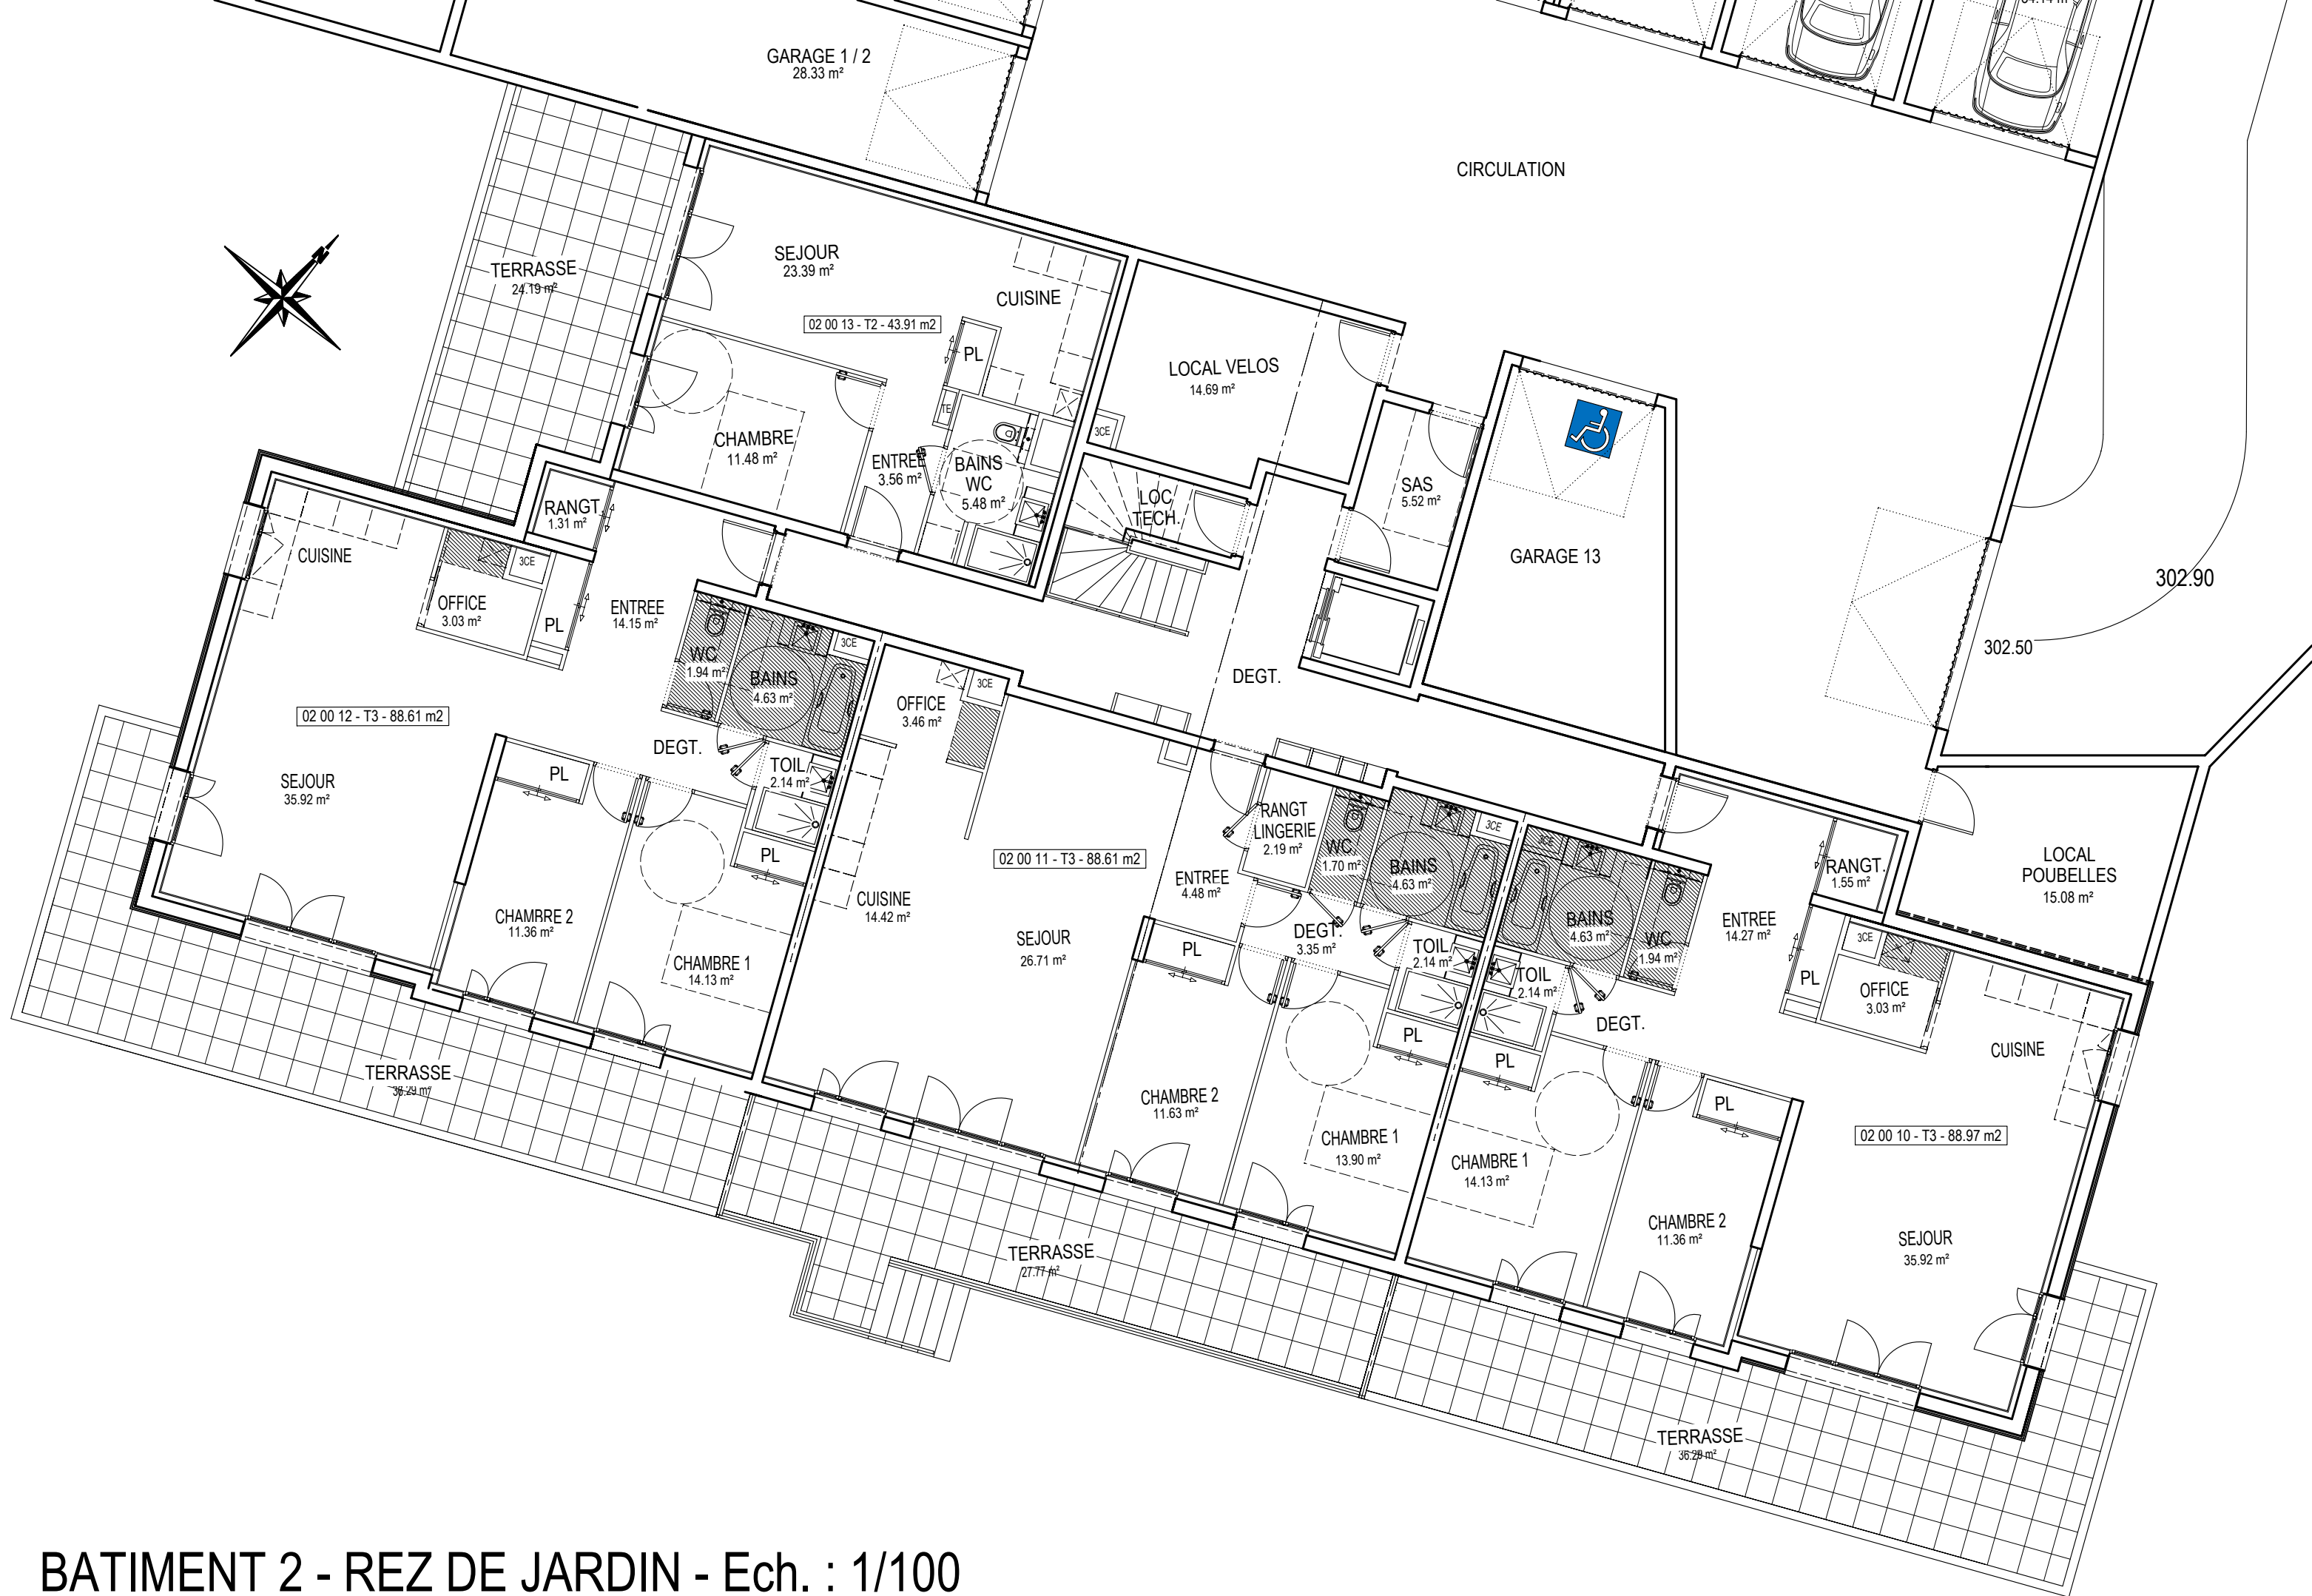 GARAGE 1 / 2
28.33 m²
CIRCULATION
N
TERRASSE
24.19 m²
SEJOUR
23.39 m²
CUISINE
02 00 13 - T2 - 43.91 m2
PL
TE
CHAMBRE
11.48 m²
ENTREE
3.56 m²
BAINS
WC
5.48 m²
3CE
LOCAL VELOS
14.69 m²
LOC
TECH.
SAS
5.52 m²
GARAGE 13
302.90
302.50
RANGT
1.31 m²
CUISINE
3CE
OFFICE
3.03 m²
PL
ENTREE
14.15 m²
WC
1.94 m²
BAINS
4.63 m²
3CE
02 00 12 - T3 - 88.61 m2
DEGT.
TOIL
2.14 m²
PL
PL
SEJOUR
35.92 m²
CHAMBRE 2
11.36 m²
CHAMBRE 1
14.13 m²
TERRASSE
36.29 m²
DEGT.
OFFICE
3.46 m²
3CE
02 00 11 - T3 - 88.61 m2
CUISINE
14.42 m²
SEJOUR
26.71 m²
ENTREE
4.48 m²
RANGT
LINGERIE
2.19 m²
WC
1.70 m²
BAINS
4.63 m²
3CE
DEGT.
3.35 m²
TOIL
2.14 m²
PL
PL
CHAMBRE 2
11.63 m²
CHAMBRE 1
13.90 m²
TERRASSE
27.77 m²
3CE
BAINS
4.63 m²
WC
1.94 m²
TOIL
2.14 m²
DEGT.
PL
PL
ENTREE
14.27 m²
RANGT.
1.55 m²
LOCAL
POUBELLES
15.08 m²
PL
3CE
OFFICE
3.03 m²
CUISINE
02 00 10 - T3 - 88.97 m2
CHAMBRE 1
14.13 m²
CHAMBRE 2
11.36 m²
SEJOUR
35.92 m²
TERRASSE
36.29 m²
BATIMENT 2 - REZ DE JARDIN - Ech. : 1/100